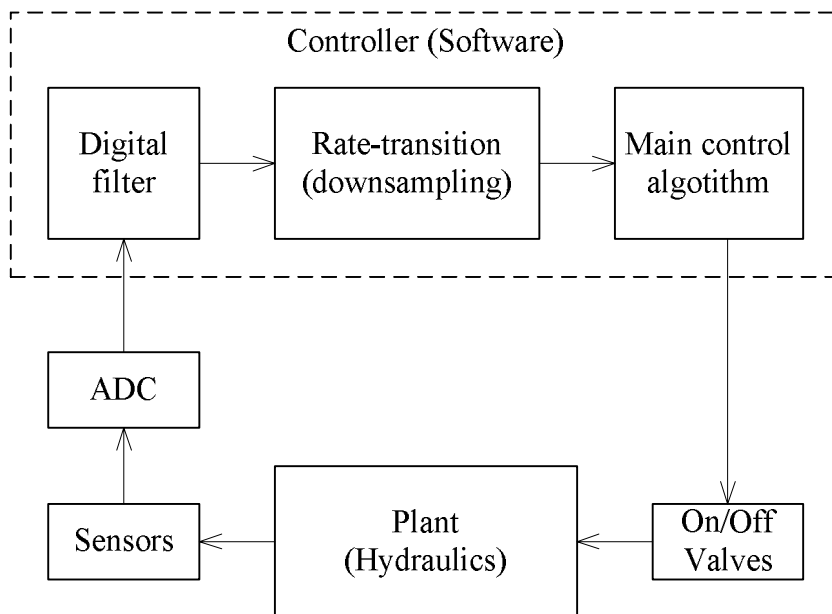 Controller (Software)
Digital
filter
Rate-transition
(downsampling)
Main control
algotithm
ADC
Sensors
Plant
(Hydraulics)
On/Off
Valves